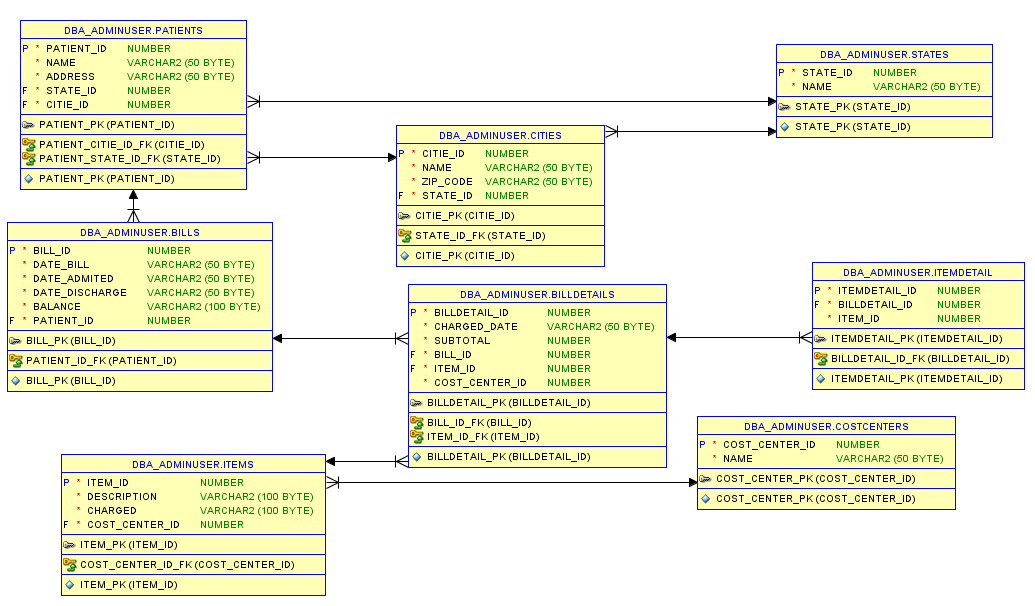 DBA_ADMINUSER.PATIENTS
P * PATIENT_ID NUMBER
* NAME VARCHAR2 (50 BYTE)
* ADDRESS VARCHAR2 (50 BYTE)
F * STATE_ID NUMBER
F * CITIE_ID NUMBER
PATIENT_PK (PATIENT_ID)
PATIENT_CITIE_ID_FK (CITIE_ID)
PATIENT_STATE_ID_FK (STATE_ID)
PATIENT_PK (PATIENT_ID)
DBA_ADMINUSER.STATES
P * STATE_ID NUMBER
* NAME VARCHAR2 (50 BYTE)
STATE_PK (STATE_ID)
STATE_PK (STATE_ID)
DBA_ADMINUSER.CITIES
P * CITIE_ID NUMBER
* NAME VARCHAR2 (50 BYTE)
* ZIP_CODE VARCHAR2 (50 BYTE)
F * STATE_ID NUMBER
CITIE_PK (CITIE_ID)
STATE_ID_FK (STATE_ID)
CITIE_PK (CITIE_ID)
DBA_ADMINUSER.BILLS
P * BILL_ID NUMBER
* DATE_BILL VARCHAR2 (50 BYTE)
* DATE_ADMITED VARCHAR2 (50 BYTE)
* DATE_DISCHARGE VARCHAR2 (50 BYTE)
* BALANCE VARCHAR2 (100 BYTE)
F * PATIENT_ID NUMBER
BILL_PK (BILL_ID)
PATIENT_ID_FK (PATIENT_ID)
BILL_PK (BILL_ID)
DBA_ADMINUSER.BILLDETAILS
P * BILLDETAIL_ID NUMBER
* CHARGED_DATE VARCHAR2 (50 BYTE)
* SUBTOTAL NUMBER
F * BILL_ID NUMBER
F * ITEM_ID NUMBER
* COST_CENTER_ID NUMBER
BILLDETAIL_PK (BILLDETAIL_ID)
BILL_ID_FK (BILL_ID)
ITEM_ID_FK (ITEM_ID)
BILLDETAIL_PK (BILLDETAIL_ID)
DBA_ADMINUSER.ITEMDETAIL
P * ITEMDETAIL_ID NUMBER
F * BILLDETAIL_ID NUMBER
* ITEM_ID NUMBER
ITEMDETAIL_PK (ITEMDETAIL_ID)
BILLDETAIL_ID_FK (BILLDETAIL_ID)
ITEMDETAIL_PK (ITEMDETAIL_ID)
DBA_ADMINUSER.COSTCENTERS
P * COST_CENTER_ID NUMBER
* NAME VARCHAR2 (50 BYTE)
COST_CENTER_PK (COST_CENTER_ID)
COST_CENTER_PK (COST_CENTER_ID)
DBA_ADMINUSER.ITEMS
P * ITEM_ID NUMBER
* DESCRIPTION VARCHAR2 (100 BYTE)
* CHARGED VARCHAR2 (100 BYTE)
F * COST_CENTER_ID NUMBER
ITEM_PK (ITEM_ID)
COST_CENTER_ID_FK (COST_CENTER_ID)
ITEM_PK (ITEM_ID)